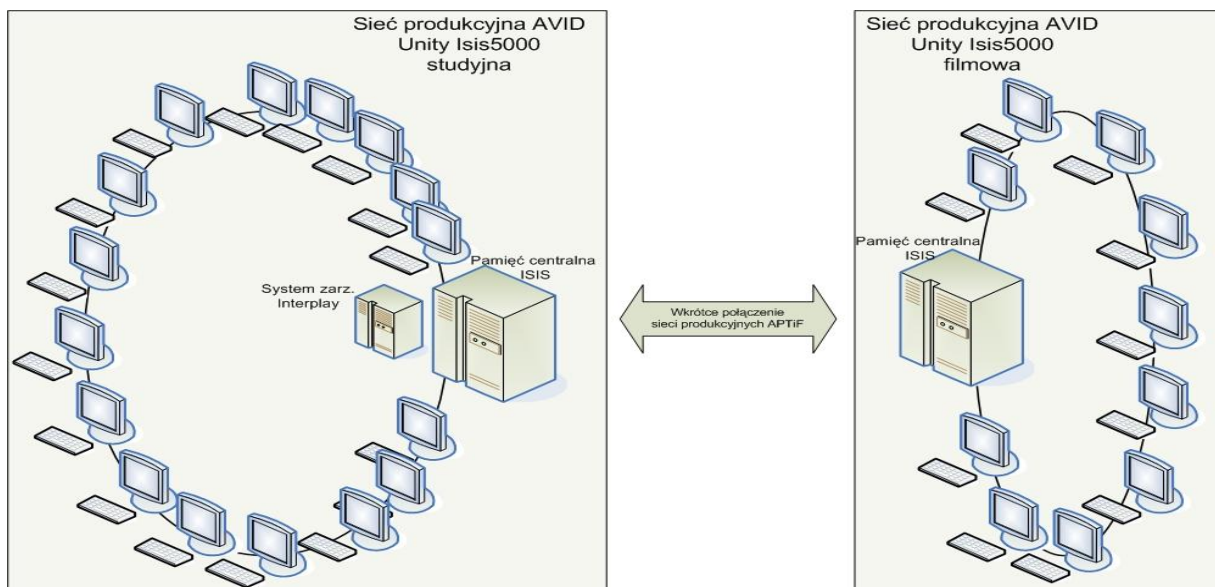 Sieć produkcyjna AVID
Unity Isis5000
studyjna
Pamięć centralna
ISIS
System zarz.
Interplay
Wkrótce połączenie
sieci produkcyjnych APTiF
Sieć produkcyjna AVID
Unity Isis5000
filmowa
Pamięć centralna
ISIS